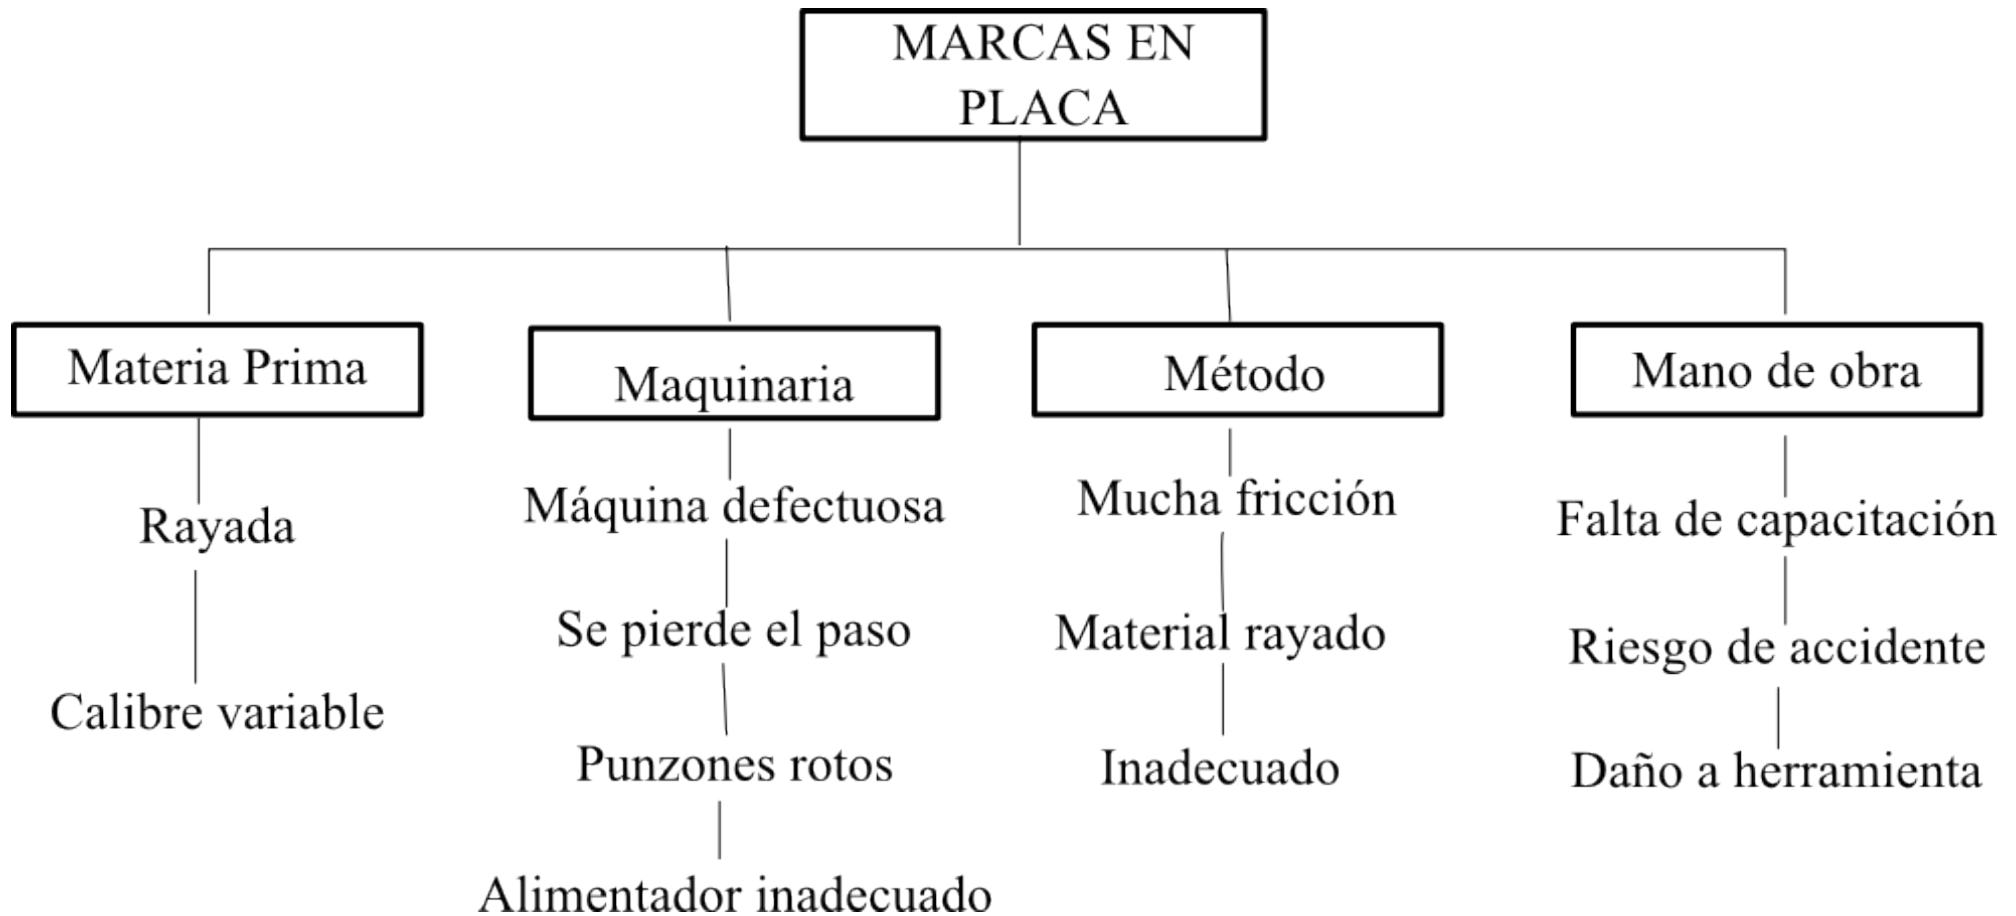 MARCAS EN
PLACA
Materia Prima
Maquinaria
Método
Mano de obra
Rayada
Calibre variable
Máquina defectuosa
Se pierde el paso
Punzones rotos
Alimentador inadecuado
Mucha fricción
Material rayado
Inadecuado
Falta de capacitación
Riesgo de accidente
Daño a herramienta